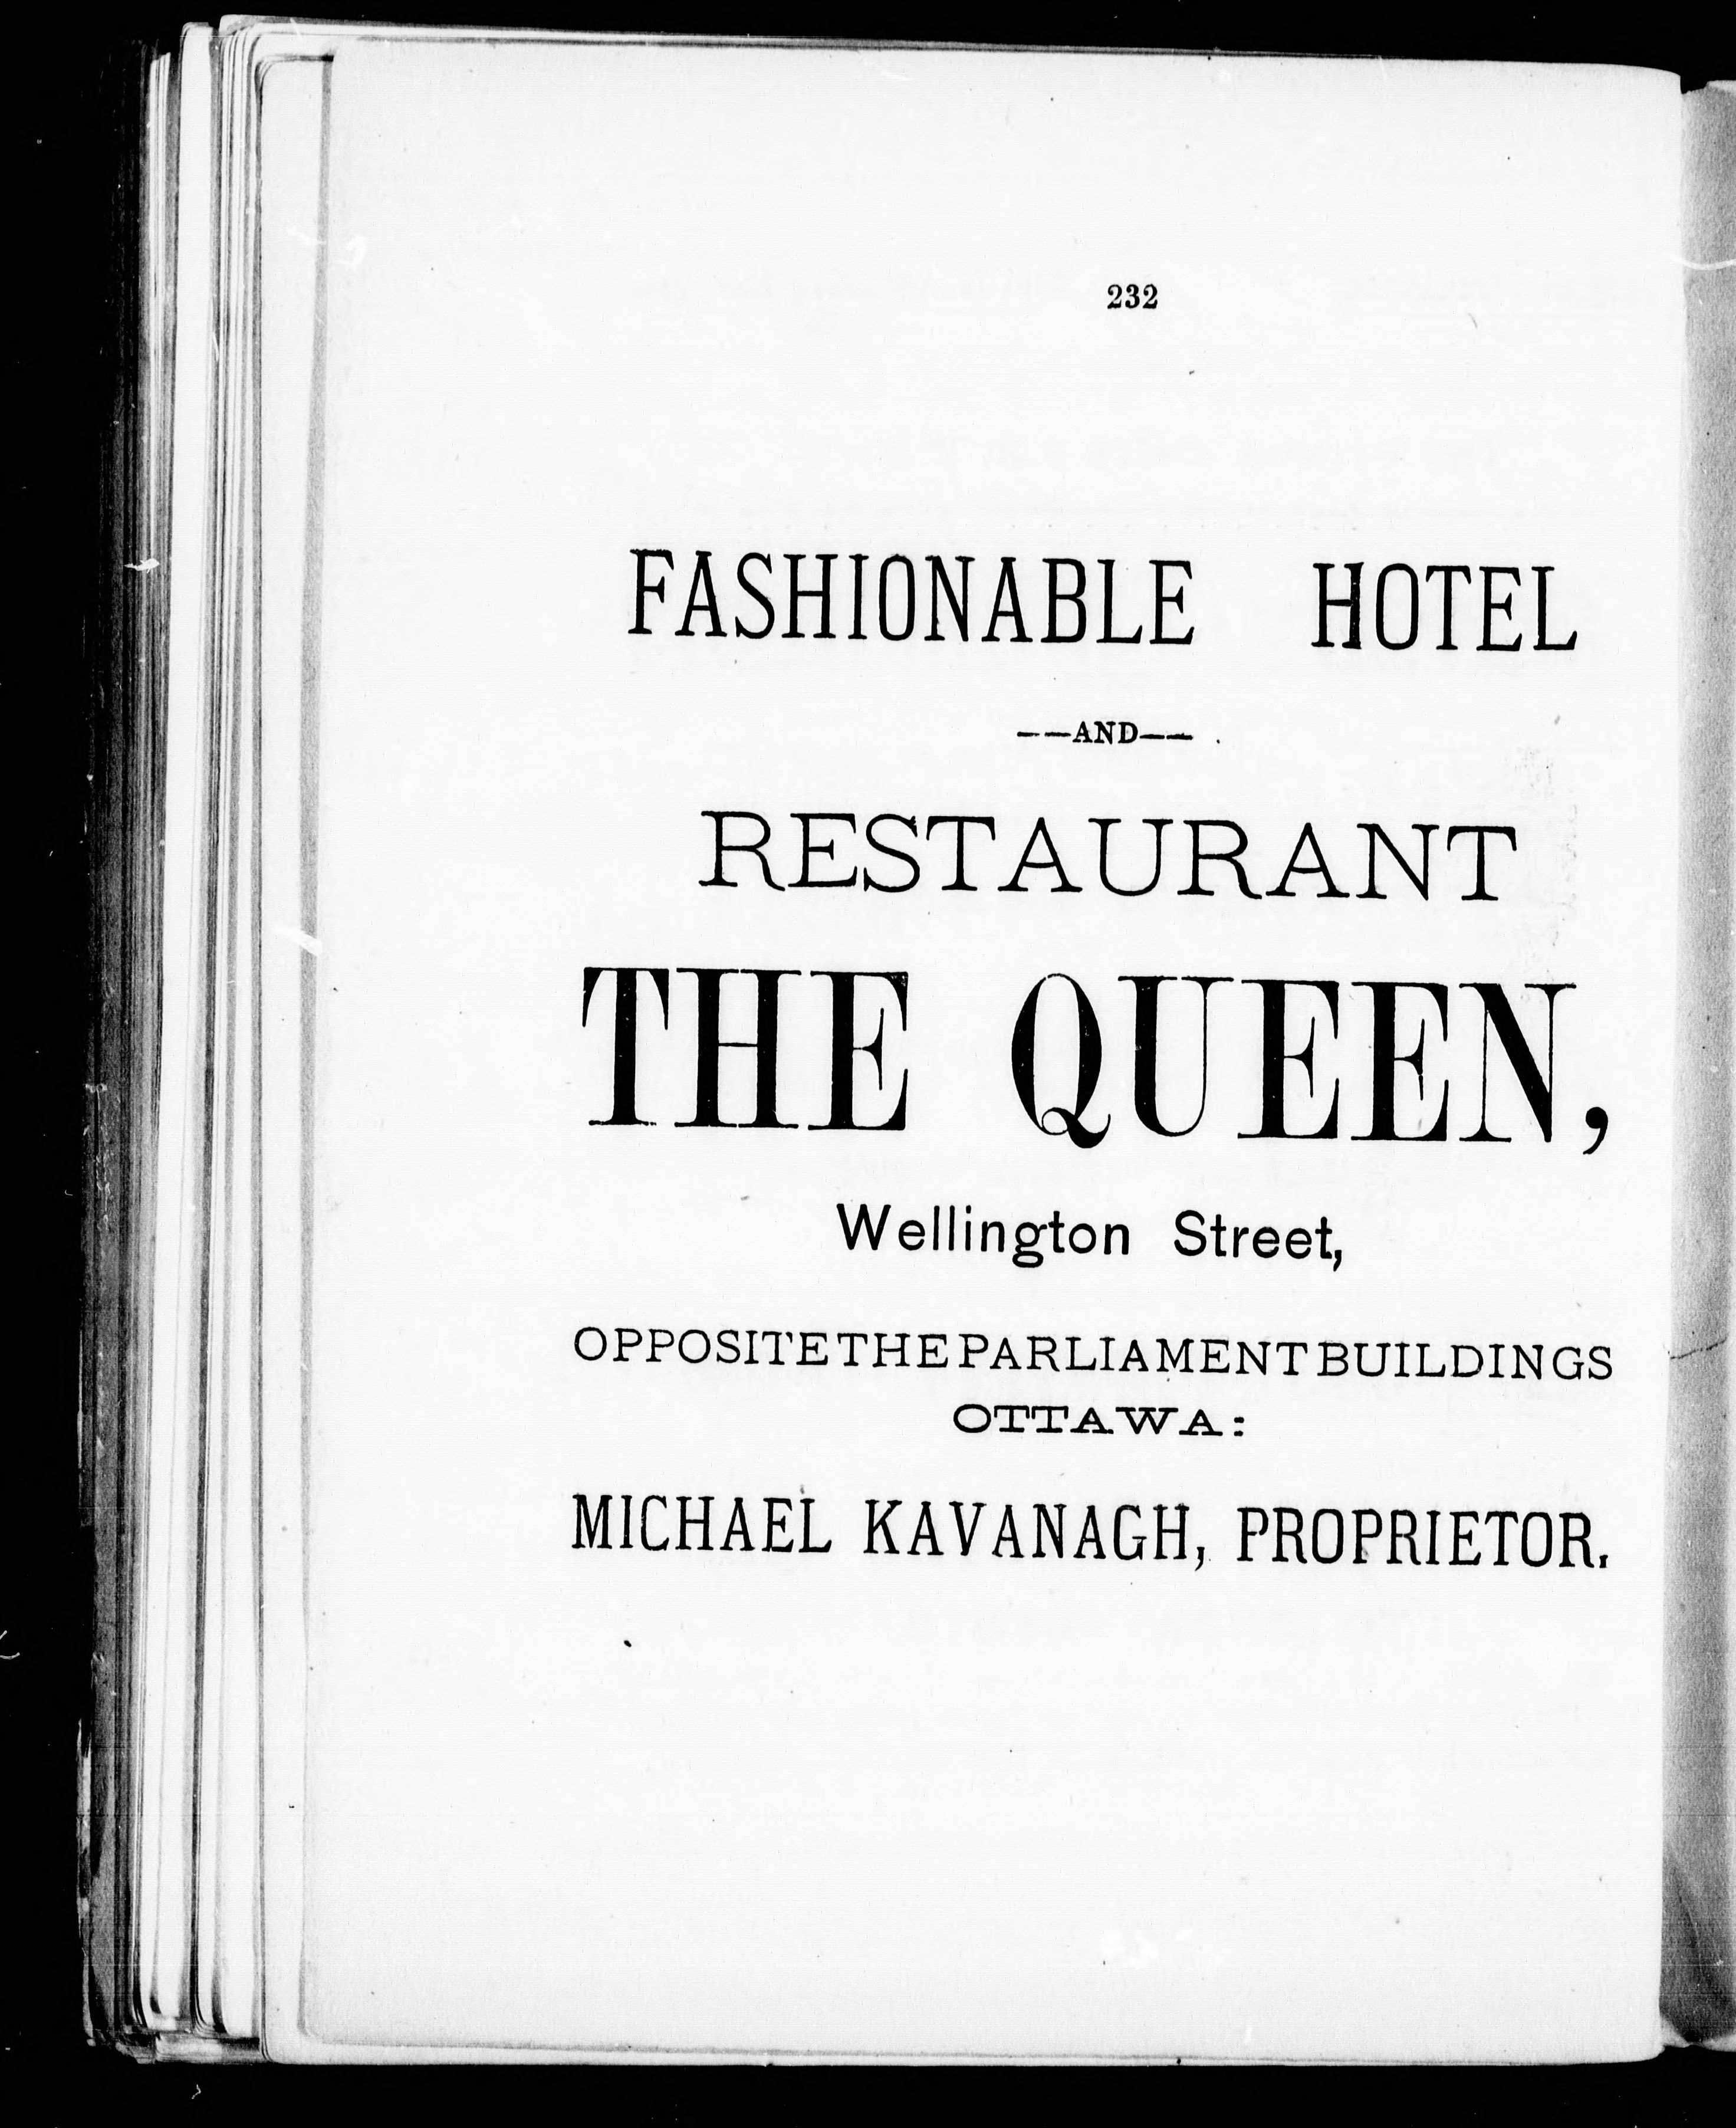 232
FASHIONABLE HOTEL
——AND——
RESTAURANT
THE QUEEN,
Wellington Street,
OPPOSITE THE PARLIAMENT BUILDINGS
OTTAWA:
MICHAEL KAVANAGH, PROPRIETOR.